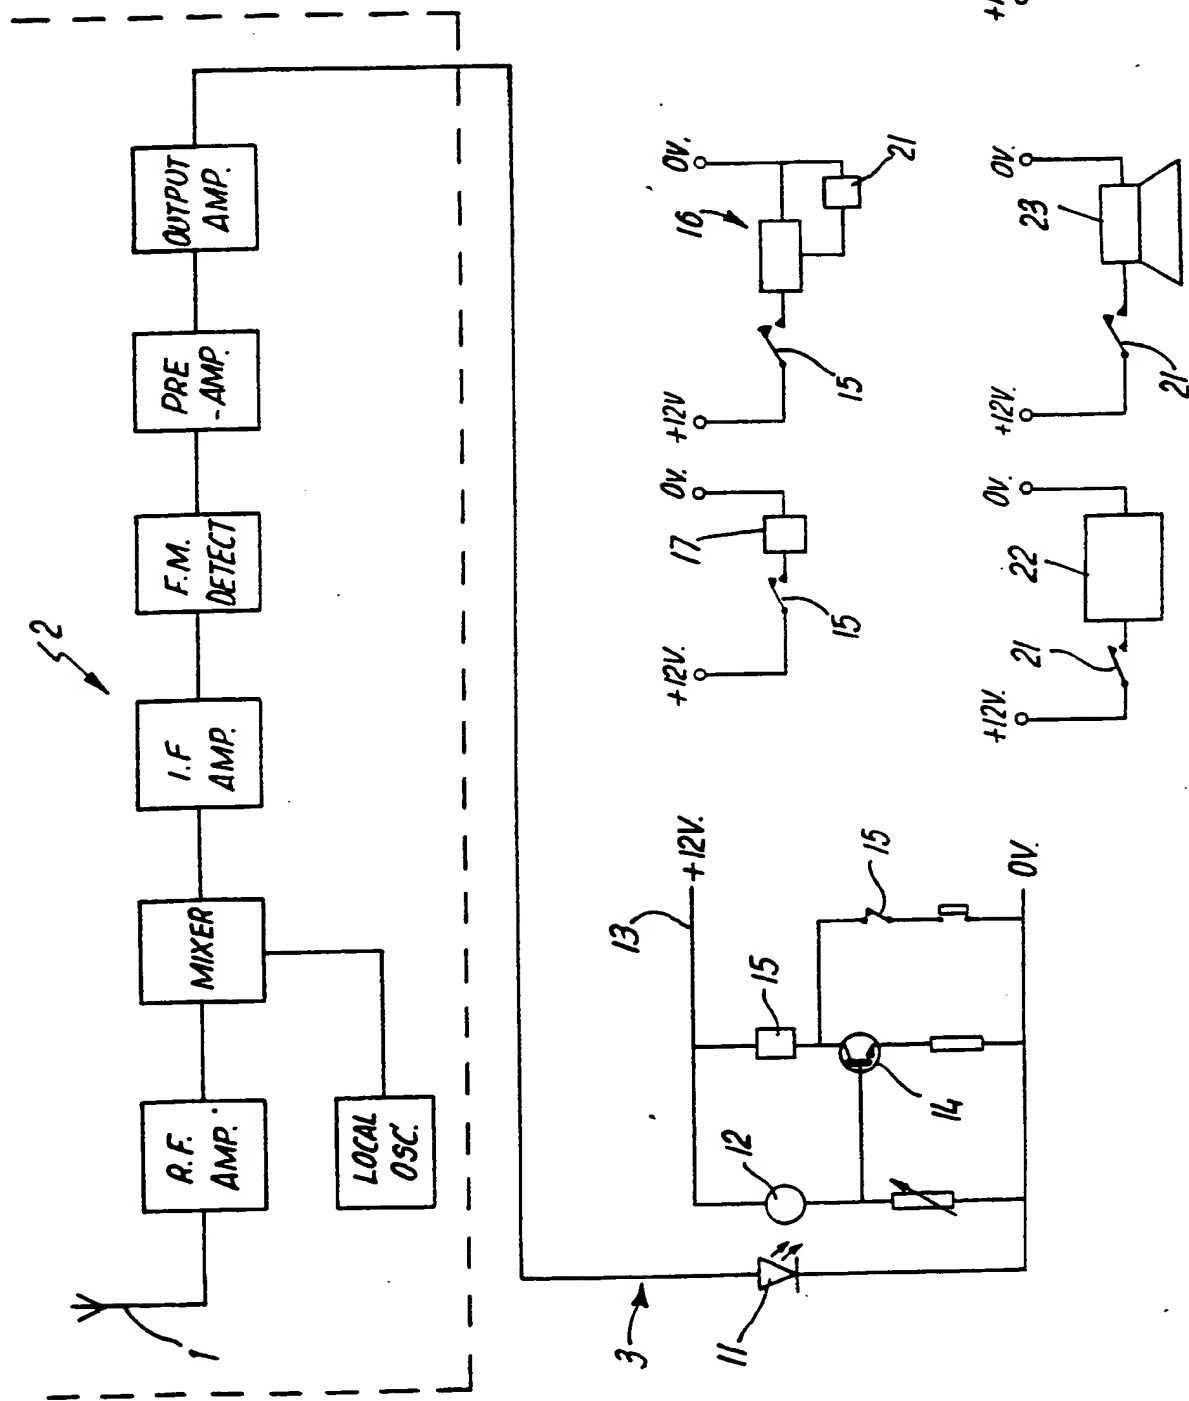 1
2
R.F.
AMP.
MIXER
LOCAL
OSC.
I.F
AMP.
F.M.
DETECT
PRE
-AMP.
OUTPUT
AMP.
3
11
12
13
+12V.
15
14
15
0V.
+12V.
15
17
0V.
+12V
15
16
21
0V.
+12V.
21
22
0V.
+12V.
21
23
0V.